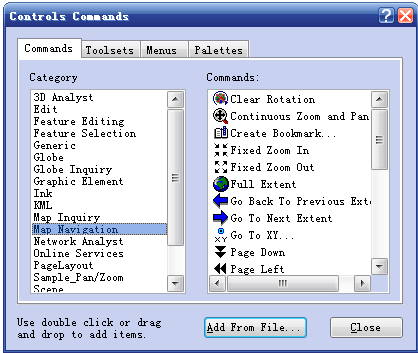 Controls Commands
Commands
Toolsets
Menus
Palettes
Category
3D Analyst
Edit
Feature Editing
Feature Selection
Generic
Globe
Globe Inquiry
Graphic Element
Ink
KML
Map Inquiry
Map Navigation
Network Analyst
Online Services
PageLayout
Sample_Pan/Zoom
Scene
Commands:
Clear Rotation
Continuous Zoom and Pan
Create Bookmark...
Fixed Zoom In
Fixed Zoom Out
Full Extent
Go Back To Previous Exte
Go To Next Extent
XY
Go To XY...
Page Down
Page Left
Use double click or drag
and drop to add items.
Add From File...
Close